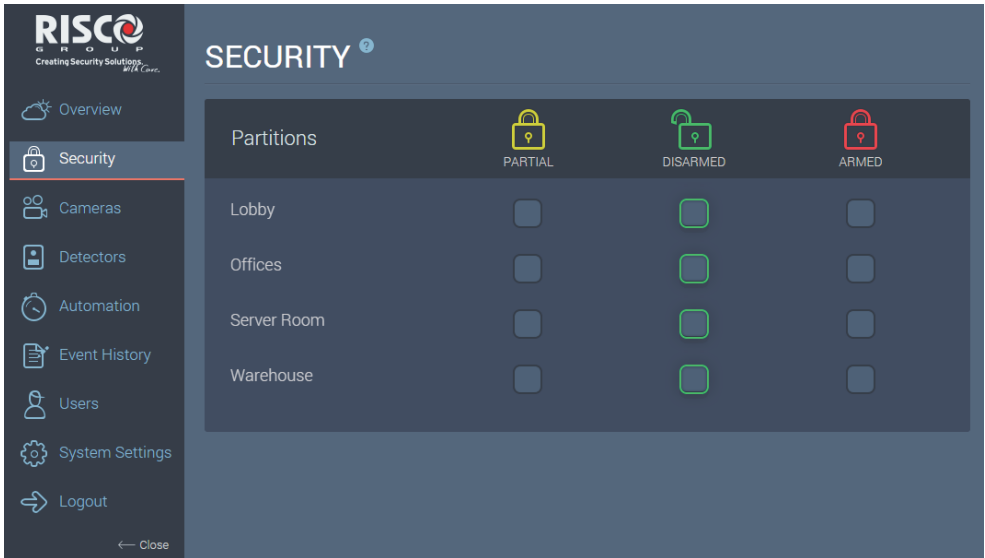 RISCO
GROUP
Creating Security Solutions
With Care.
Overview
Security
Cameras
Detectors
Automation
Event History
Users
System Settings
Logout
← Close
SECURITY ?
Partitions PARTIAL DISARMED ARMED
Lobby
Offices
Server Room
Warehouse